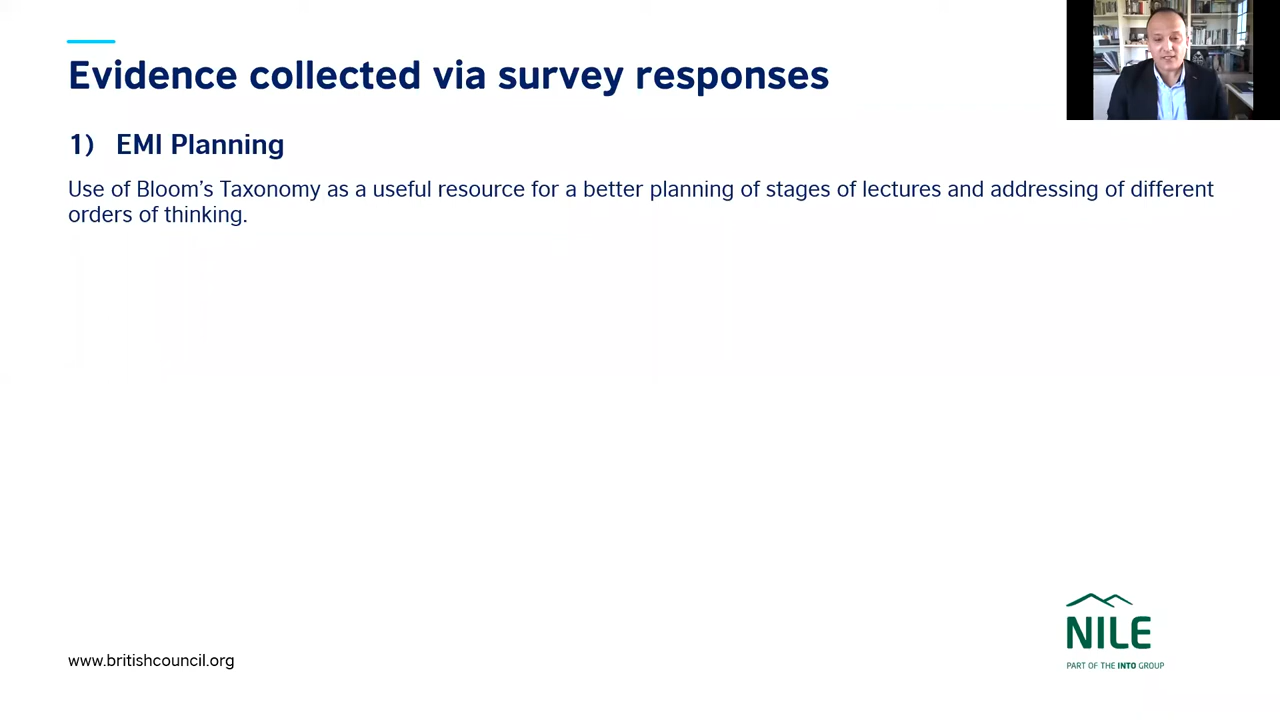 Evidence collected via survey responses
1) EMI Planning
Use of Bloom’s Taxonomy as a useful resource for a better planning of stages of lectures and addressing of different
orders of thinking.
www.britishcouncil.org
NILE
PART OF THE INTO GROUP